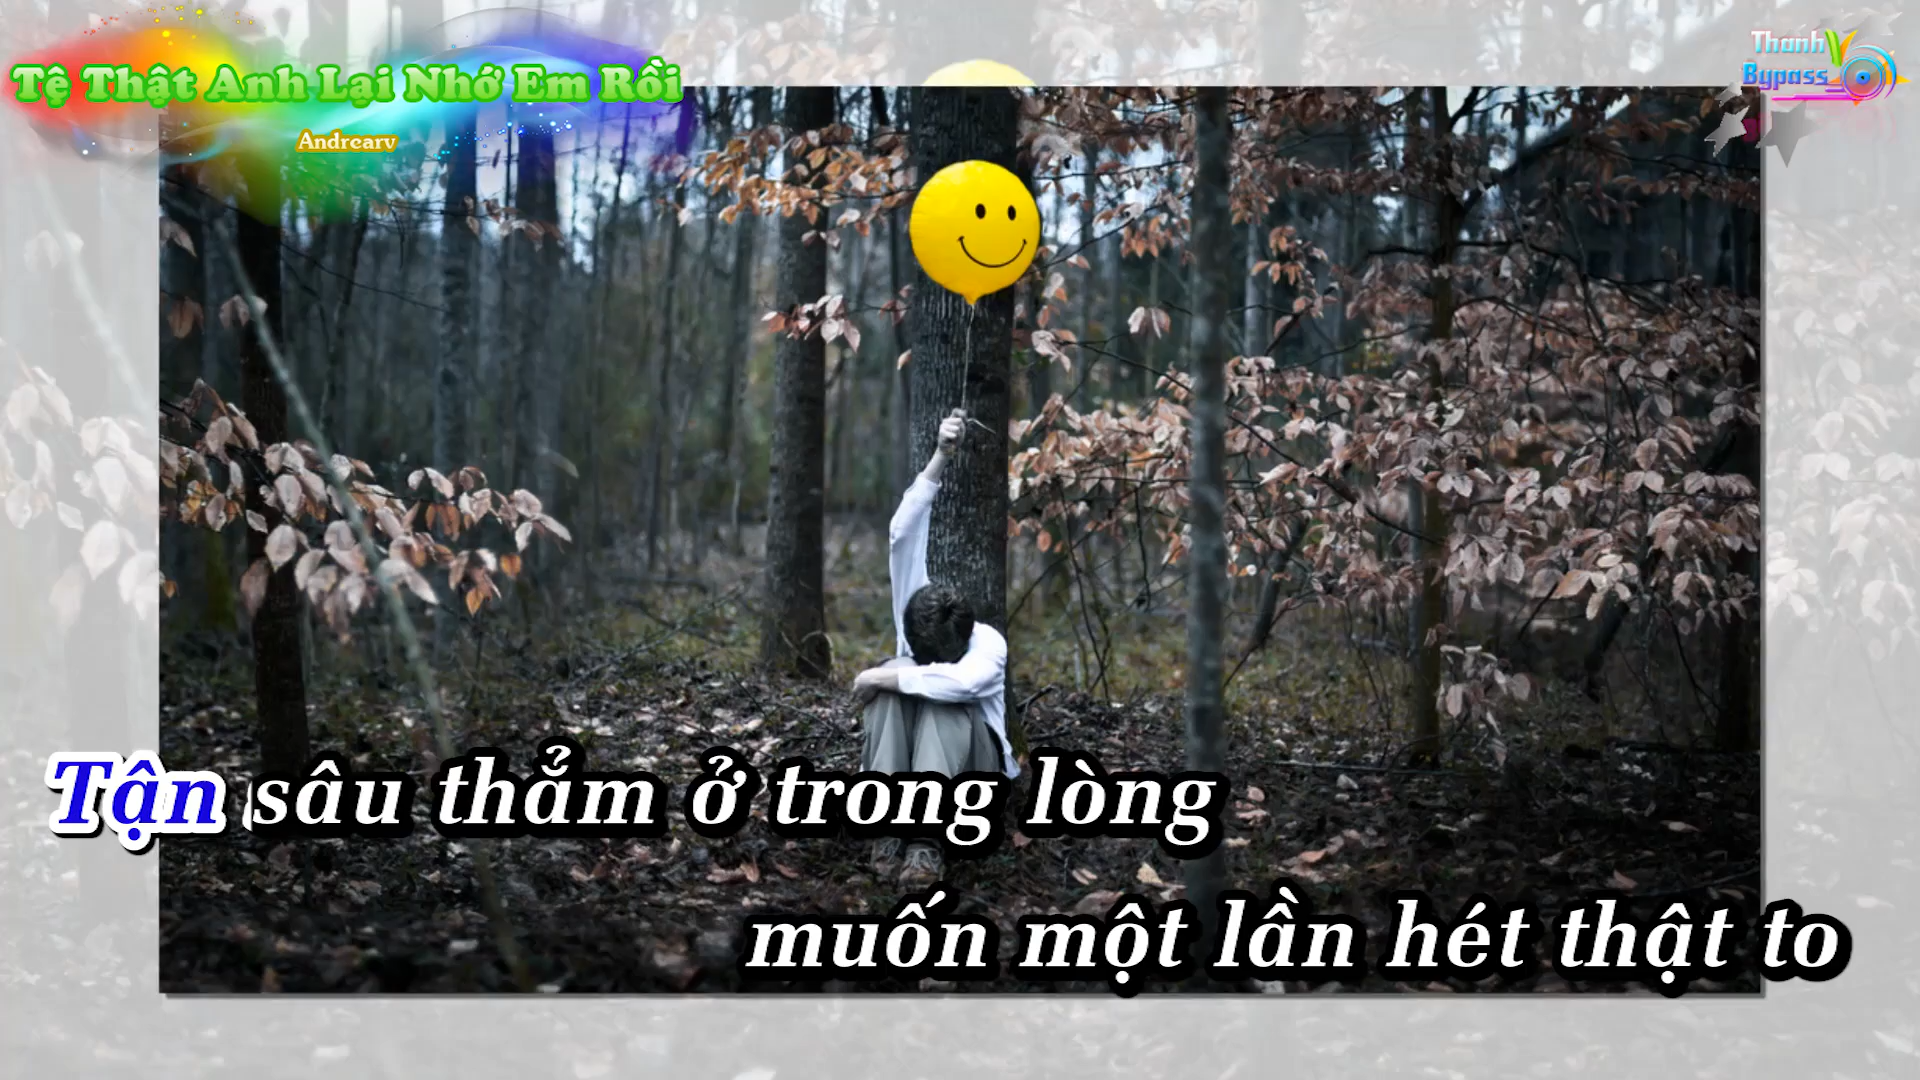 Tệ Thật Anh Lại Nhớ Em Rồi
Andrearv
Thanh V
Bypass
Tận sâu thẳm ở trong lòng
muốn một lần hét thật to